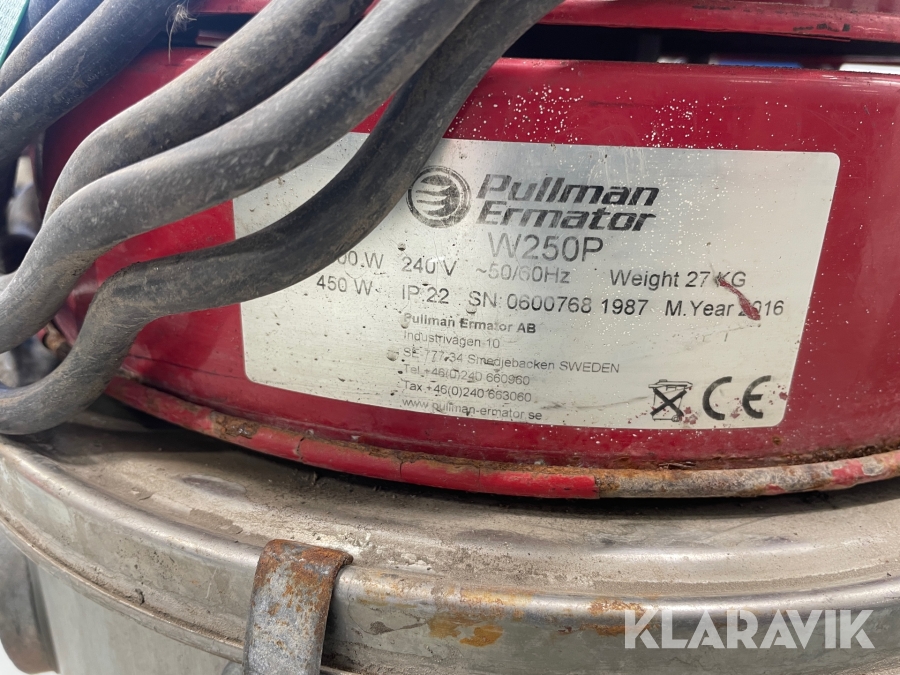 Pullman
Ermator
W250P
00 W 240 V ~50/60Hz Weight 27 KG
450 W IP 22 SN: 0600768 1987 M.Year 2016
Pullman Ermator AB
Industrivägen 10
SE-777 34 Smedjebacken SWEDEN
Tel +46(0)240 660960
Fax +46(0)240 663060
www.pullman-ermator.se
CE
KLARAVIK